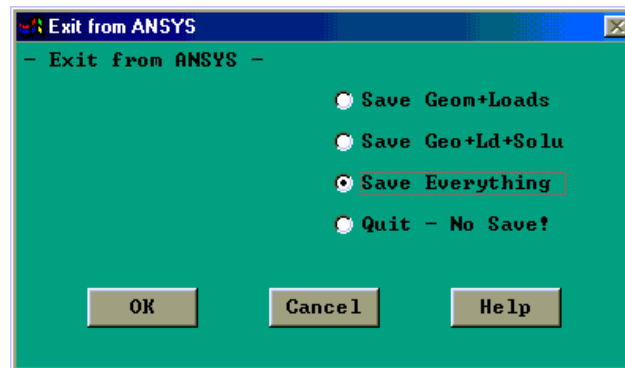 Exit from ANSYS
- Exit from ANSYS -
Save Geom+Loads
Save Geo+Ld+Solu
Save Everything
Quit - No Save!
OK Cancel Help